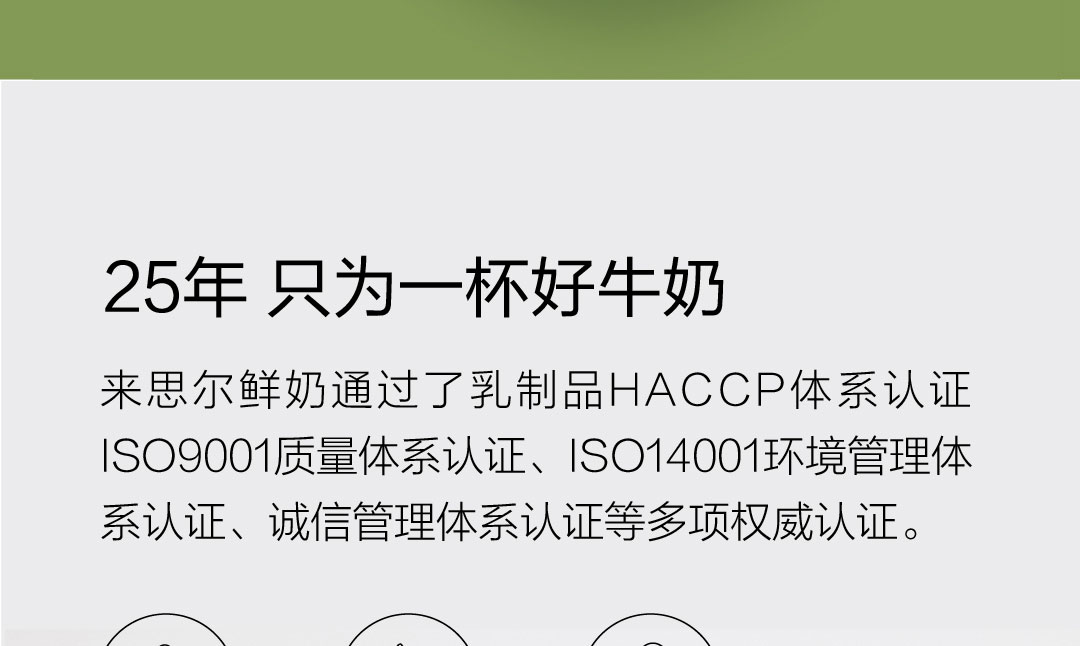 25年 只为一杯好牛奶
来思尔鲜奶通过了乳制品HACCP体系认证
ISO9001质量体系认证、ISO14001环境管理体
系认证、诚信管理体系认证等多项权威认证。